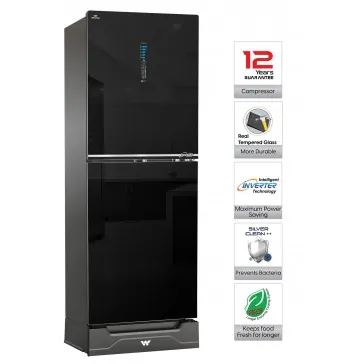 12
Years
GUARANTEE
Compressor
Real
Tempered Glass
More Durable
Intelligent
INVERTER
Technology
Maximum Power
Saving
SILVER
CLEAN ++
Prevents Bacteria
Keeps food
Fresh for longer
W